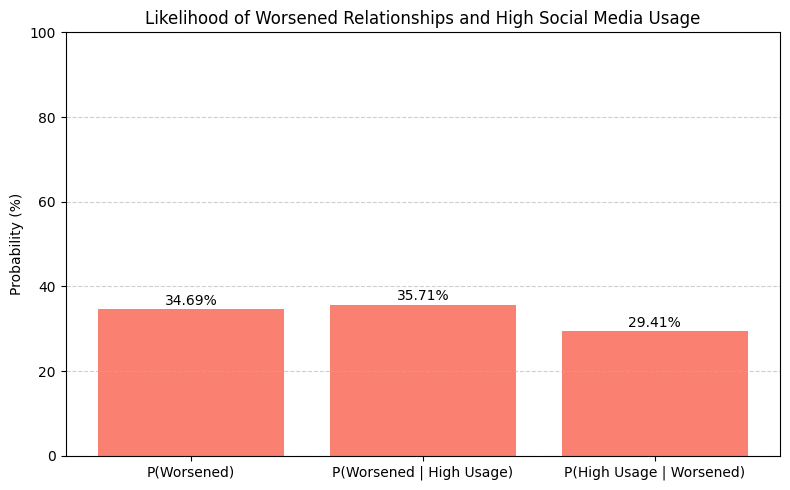 Likelihood of Worsened Relationships and High Social Media Usage
100
80
60
40
20
0
Probability (%)
34.69%
35.71%
29.41%
P(Worsened)
P(Worsened | High Usage)
P(High Usage | Worsened)